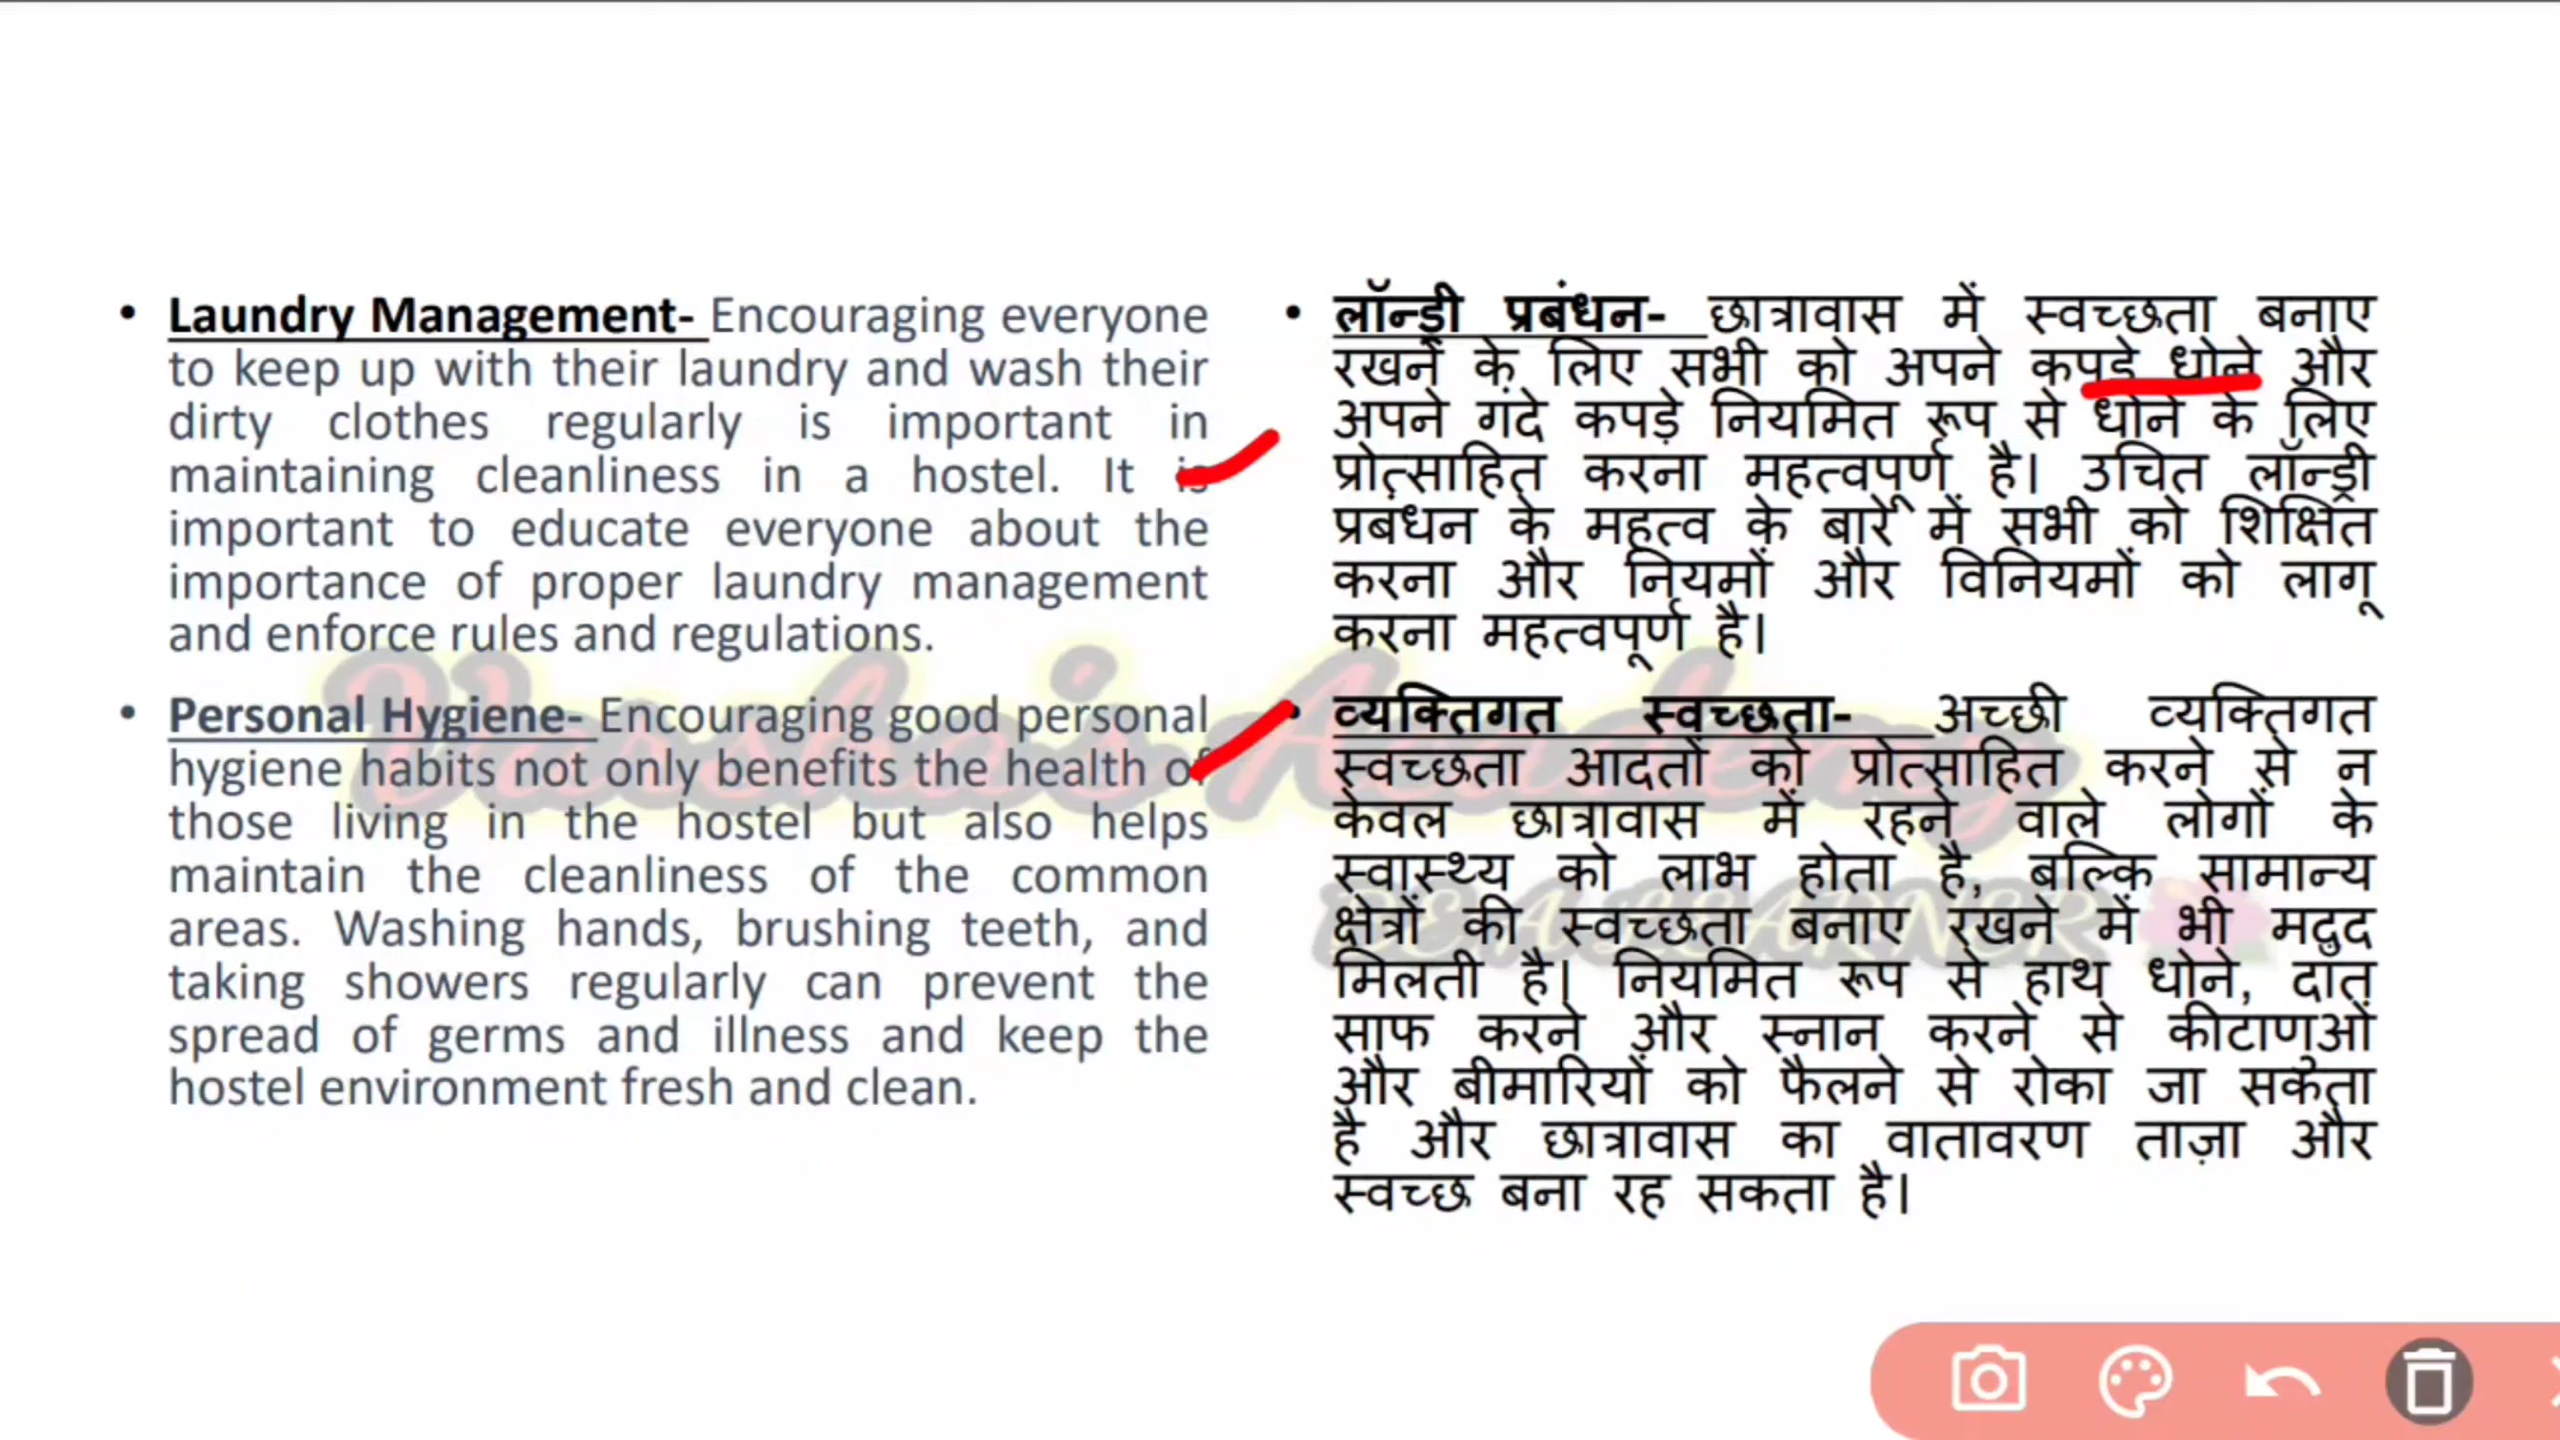 • Laundry Management- Encouraging everyone
to keep up with their laundry and wash their
dirty clothes regularly is important in
maintaining cleanliness in a hostel. It is
important to educate everyone about the
importance of proper laundry management
and enforce rules and regulations.
• Personal Hygiene- Encouraging good personal
hygiene habits not only benefits the health of
those living in the hostel but also helps
maintain the cleanliness of the common
areas. Washing hands, brushing teeth, and
taking showers regularly can prevent the
spread of germs and illness and keep the
hostel environment fresh and clean.
• लॉन्ड्री प्रबंधन- छात्रावास में स्वच्छता बनाए
रखने के लिए सभी को अपने कपड़े धोने और
अपने गंदे कपड़े नियमित रूप से धोने के लिए
प्रोत्साहित करना महत्वपूर्ण है। उचित लॉन्ड्री
प्रबंधन के महत्व के बारे में सभी को शिक्षित
करना और नियमों और विनियमों को लागू
करना महत्वपूर्ण है।
• व्यक्तिगत स्वच्छता- अच्छी व्यक्तिगत
स्वच्छता आदतों को प्रोत्साहित करने से न
केवल छात्रावास में रहने वाले लोगों के
स्वास्थ्य को लाभ होता है, बल्कि सामान्य
क्षेत्रों की स्वच्छता बनाए रखने में भी मदद
मिलती है। नियमित रूप से हाथ धोने, दांत
साफ करने और स्नान करने से कीटाणुओं
और बीमारियों को फैलने से रोका जा सकता
है और छात्रावास का वातावरण ताज़ा और
स्वच्छ बना रह सकता है।
Varsha's Academy
BE A LEARNER